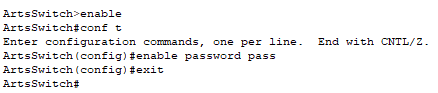 ArtsSwitch>enable
ArtsSwitch#conf t
Enter configuration commands, one per line.  End with CNTL/Z.
ArtsSwitch(config)#enable password pass
ArtsSwitch(config)#exit
ArtsSwitch#